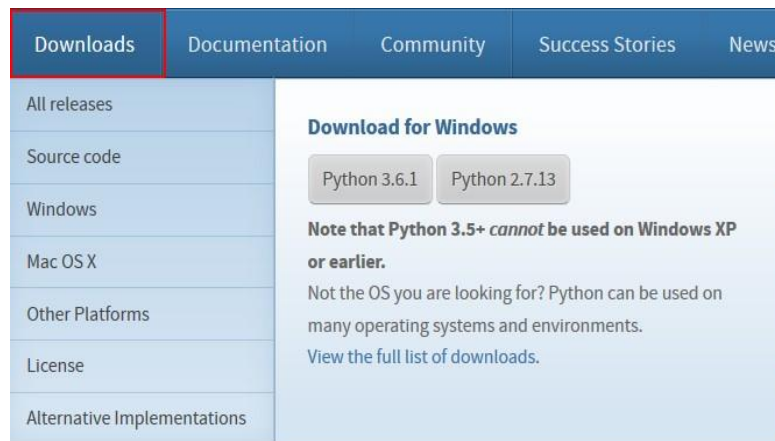 Downloads Documentation Community Success Stories News
All releases
Source code
Windows
Mac OS X
Other Platforms
License
Alternative Implementations
Download for Windows
Python 3.6.1 Python 2.7.13
Note that Python 3.5+ cannot be used on Windows XP
or earlier.
Not the OS you are looking for? Python can be used on
many operating systems and environments.
View the full list of downloads.